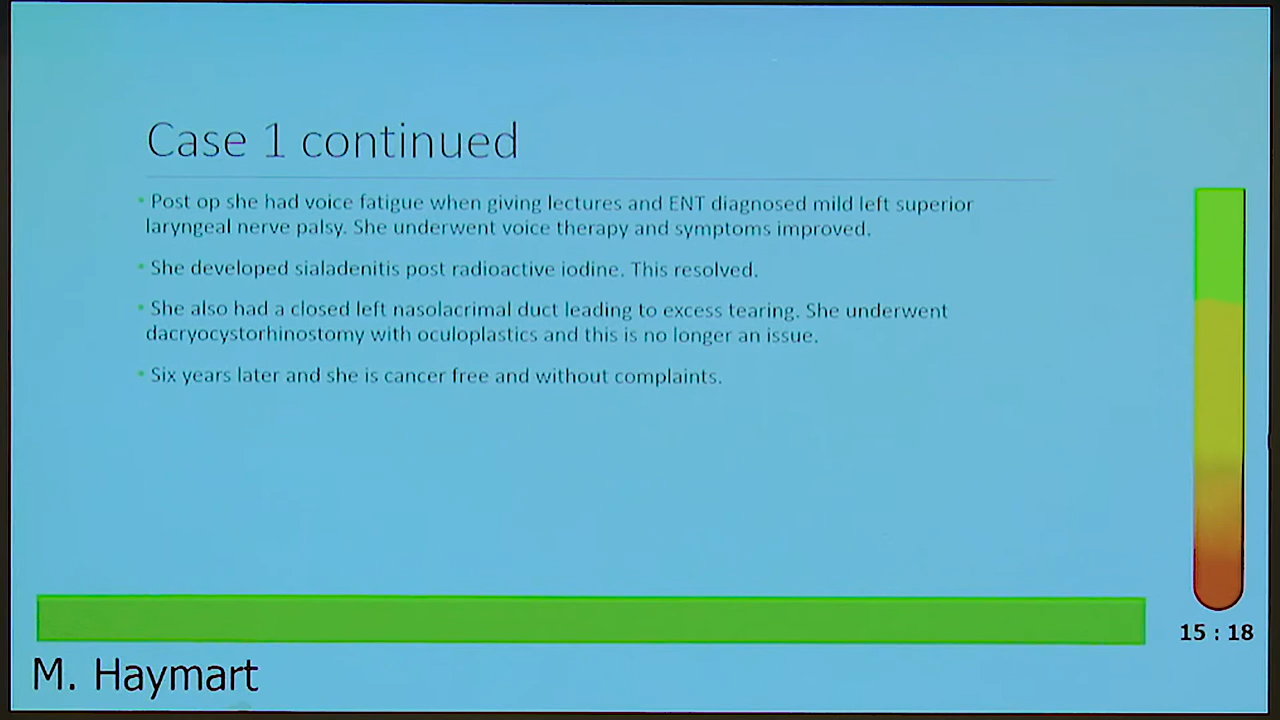 Case 1 continued
Post op she had voice fatigue when giving lectures and ENT diagnosed mild left superior
laryngeal nerve palsy. She underwent voice therapy and symptoms improved.
She developed sialadenitis post radioactive iodine. This resolved.
She also had a closed left nasolacrimal duct leading to excess tearing. She underwent
dacryocystorhinostomy with oculoplastics and this is no longer an issue.
Six years later and she is cancer free and without complaints.
15 : 18
M. Haymart